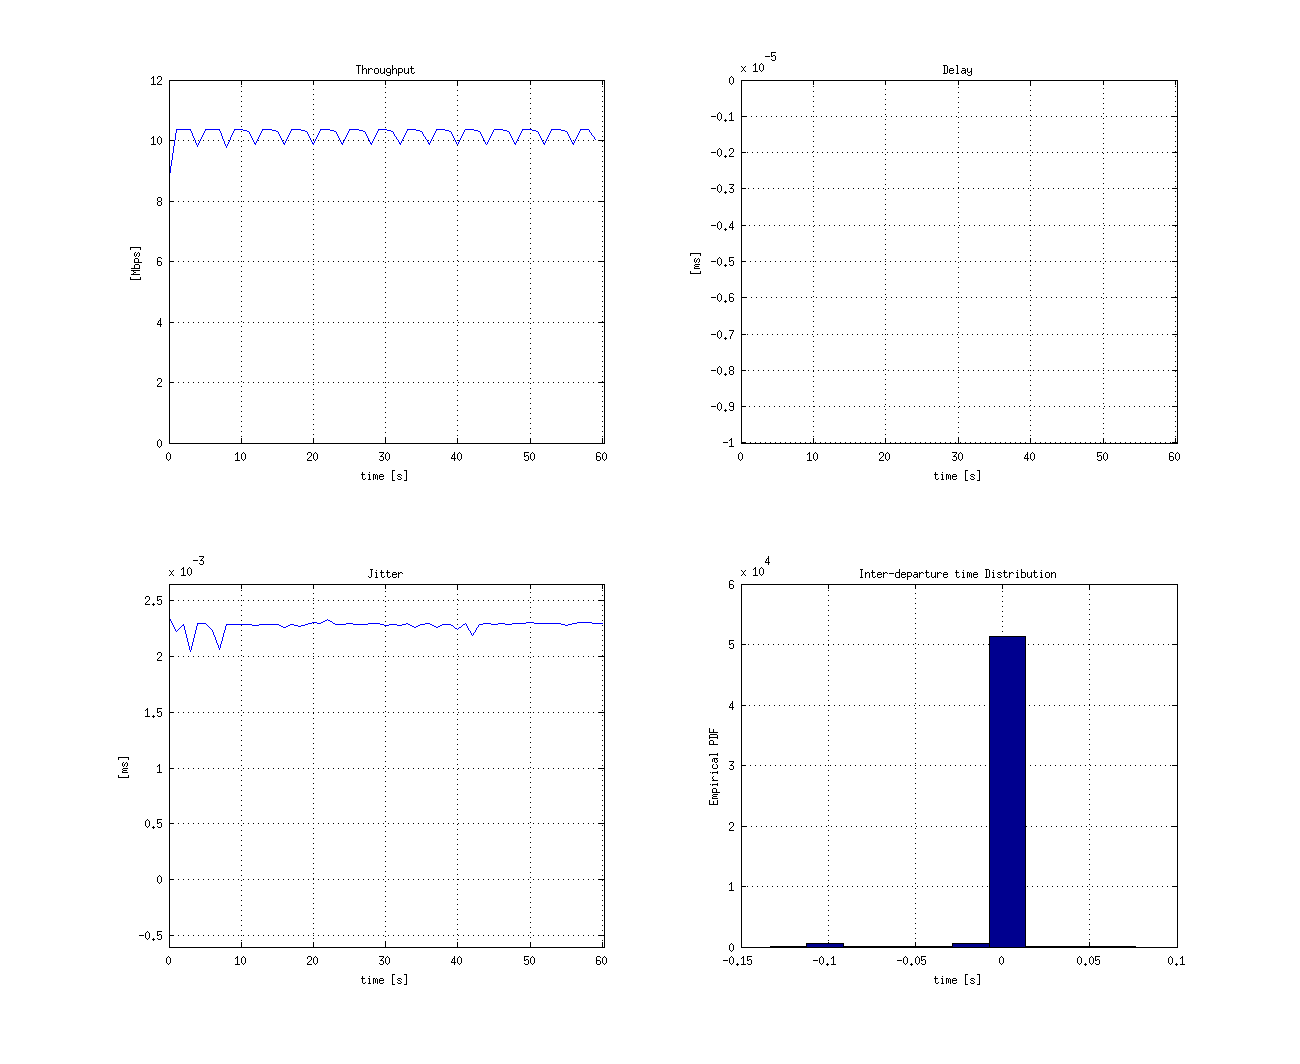 Throughput
12
10
8
6
4
2
0
[Mbps]
0 10 20 30 40 50 60
time [s]
x 10^-5
Delay
0
-0.1
-0.2
-0.3
-0.4
-0.5
-0.6
-0.7
-0.8
-0.9
-1
[ms]
0 10 20 30 40 50 60
time [s]
x 10^-3
Jitter
2.5
2
1.5
1
0.5
0
-0.5
[ms]
0 10 20 30 40 50 60
time [s]
x 10^4
Inter-departure time Distribution
6
5
4
3
2
1
0
Empirical PDF
-0.15 -0.1 -0.05 0 0.05 0.1
time [s]